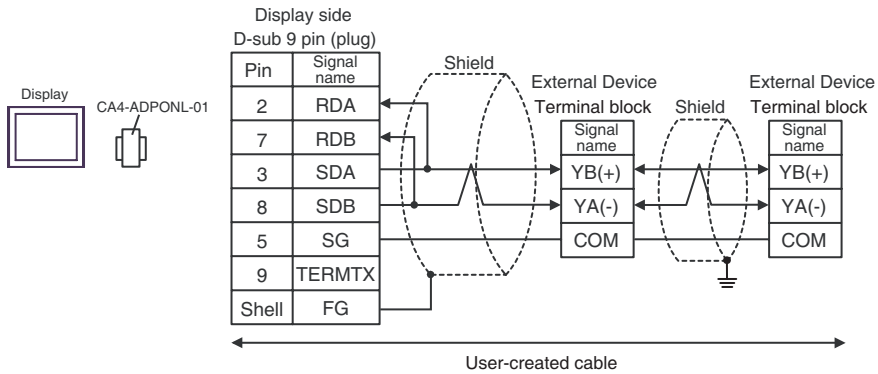 Display side
D-sub 9 pin (plug)
Pin
Signal
name
2 RDA
7 RDB
3 SDA
8 SDB
5 SG
9 TERMTX
Shell FG
Display
CA4-ADPONL-01
Shield
External Device
Terminal block
Signal
name
YB(+)
YA(-)
COM
Shield
External Device
Terminal block
Signal
name
YB(+)
YA(-)
COM
User-created cable